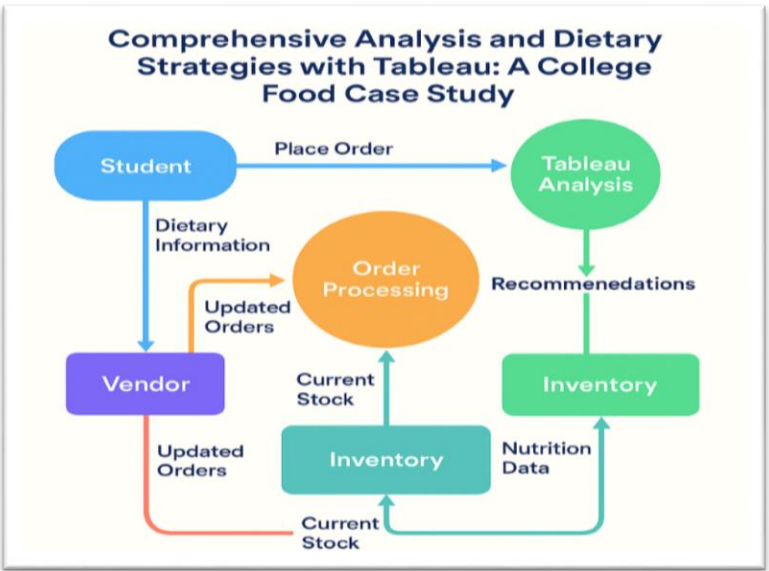 Comprehensive Analysis and Dietary
Strategies with Tableau: A College
Food Case Study
Student
Place Order
Tableau
Analysis
Dietary
Information
Order
Processing
Recommenedations
Updated
Orders
Vendor
Current
Stock
Inventory
Updated
Orders
Inventory
Nutrition
Data
Current
Stock